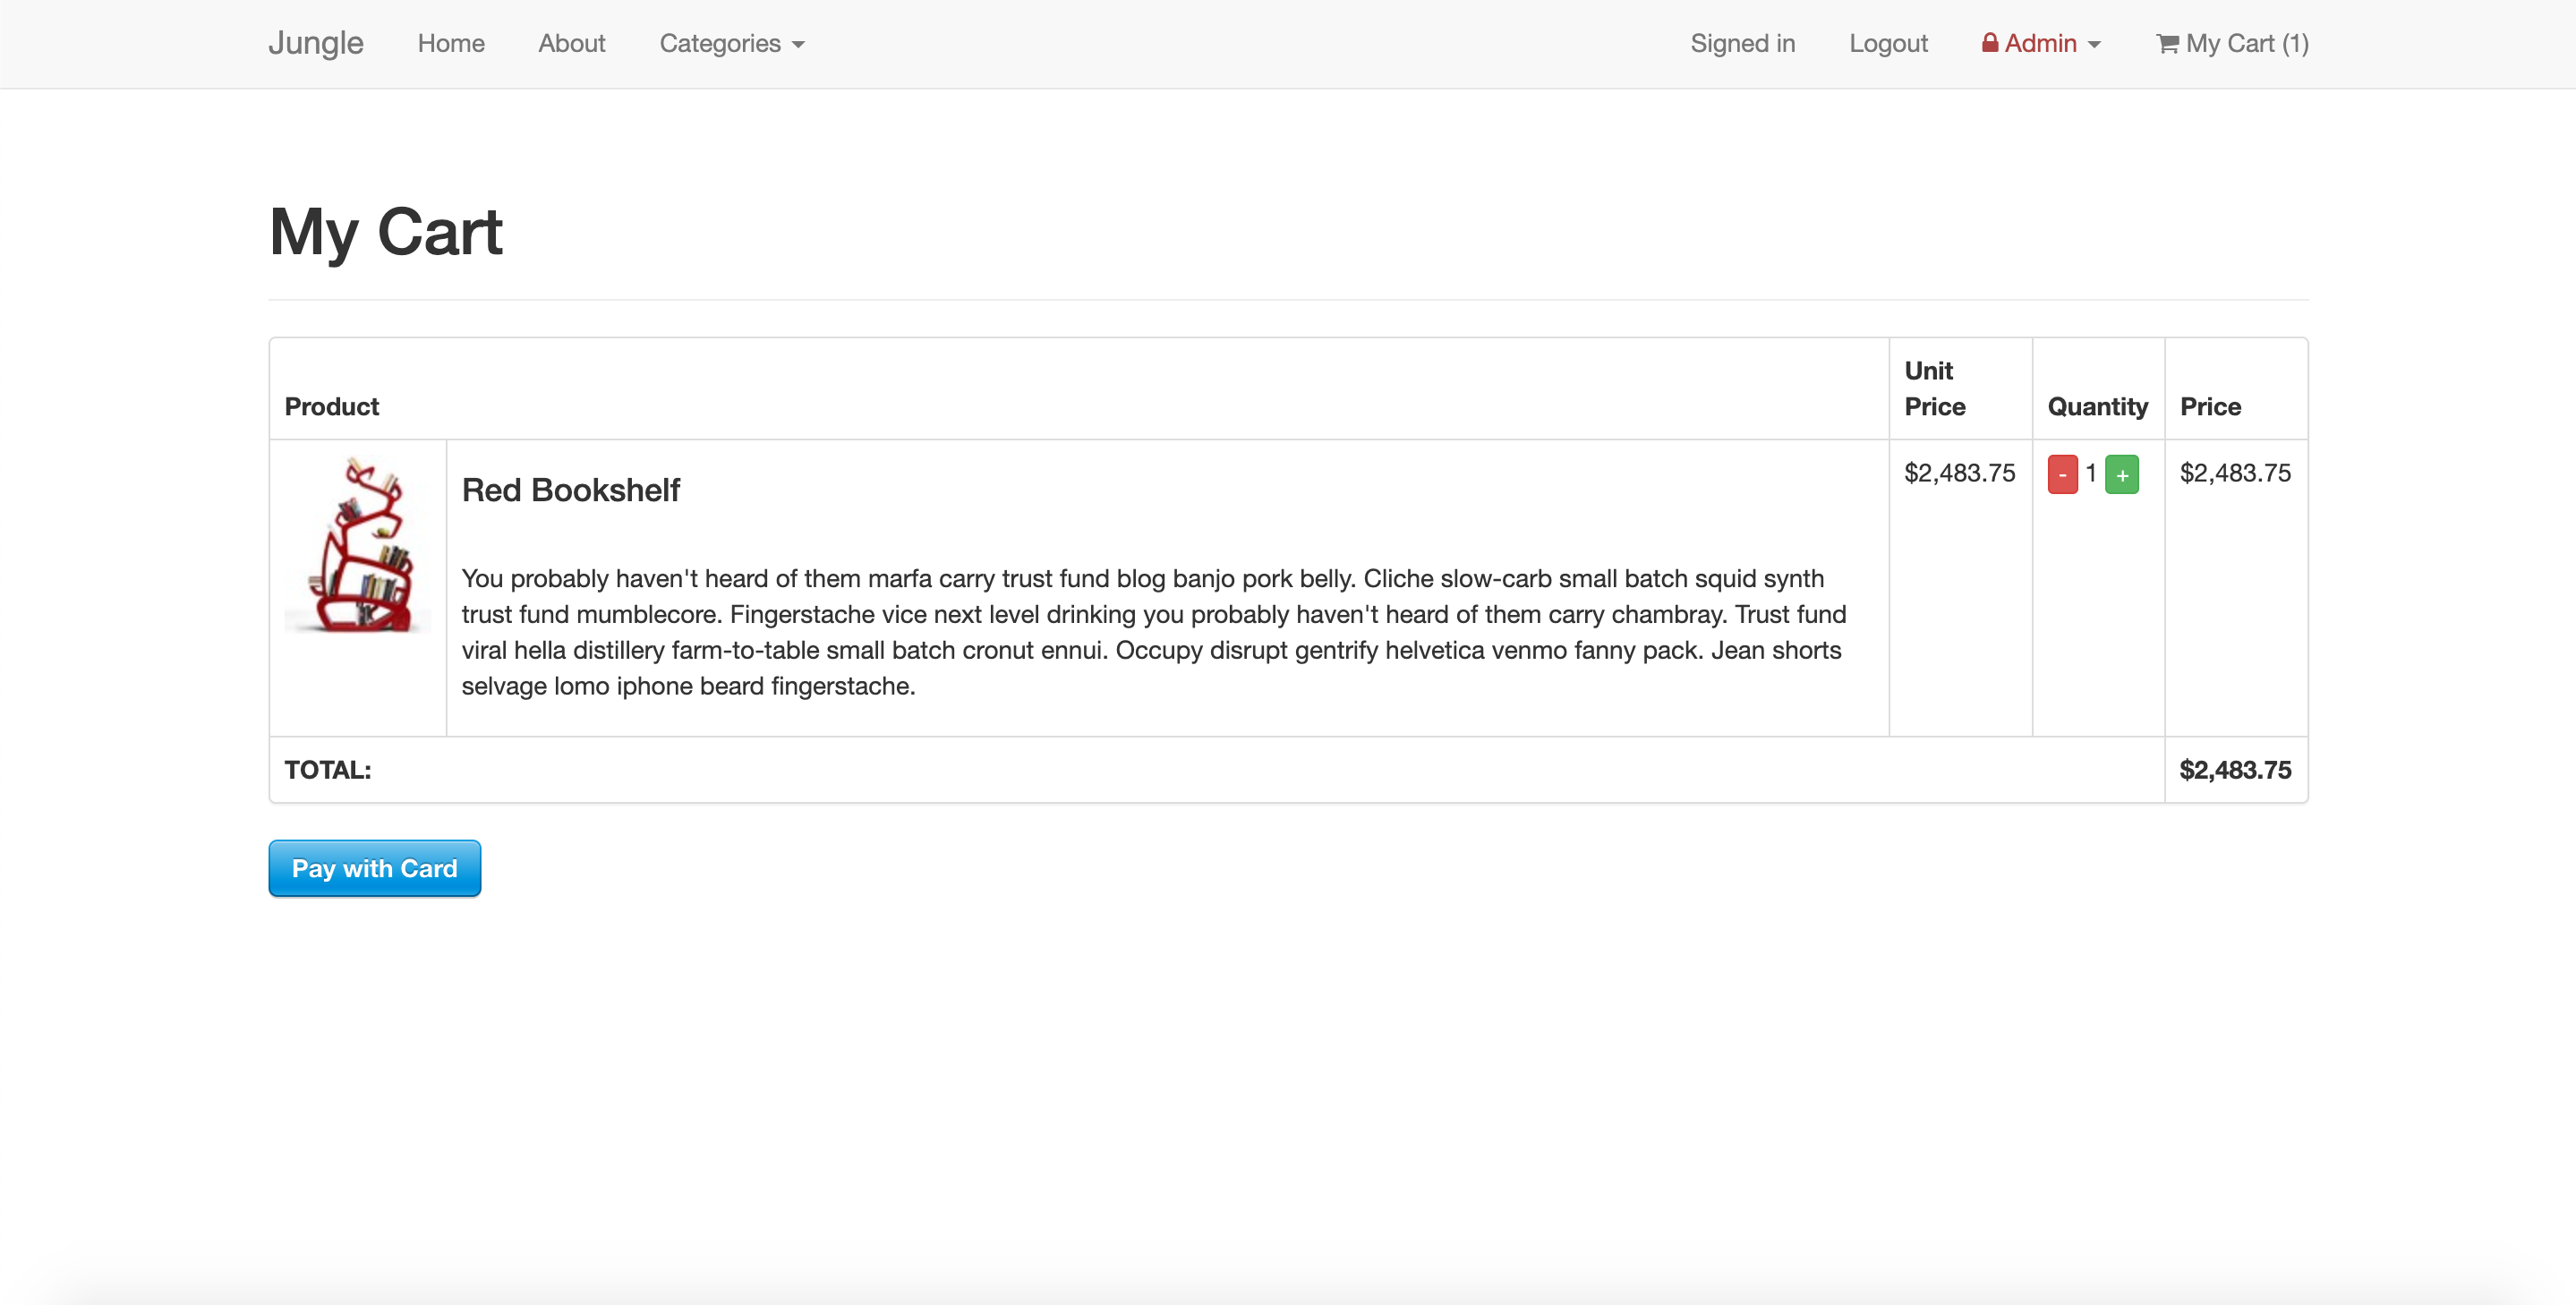 Jungle Home About Categories Signed in Logout Admin My Cart (1)
My Cart
Product Unit Price Quantity Price
Red Bookshelf $2,483.75 - 1 + $2,483.75
You probably haven't heard of them marfa carry trust fund blog banjo pork belly. Cliche slow-carb small batch squid synth
trust fund mumblecore. Fingerstache vice next level drinking you probably haven't heard of them carry chambray. Trust fund
viral hella distillery farm-to-table small batch cronut ennui. Occupy disrupt gentrify helvetica venmo fanny pack. Jean shorts
selvage lomo iphone beard fingerstache.
TOTAL: $2,483.75
Pay with Card